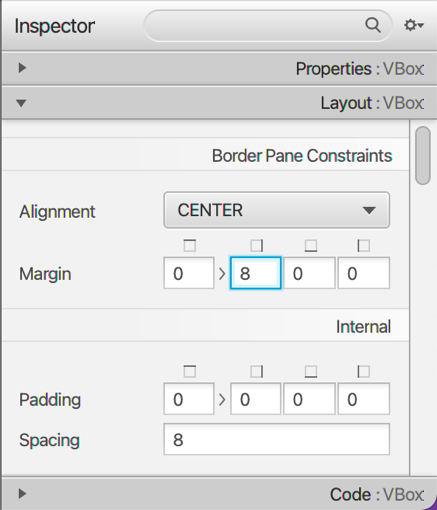 Inspector
Properties : VBox
Layout : VBox
Border Pane Constraints
Alignment CENTER
Margin 0 > 8 0 0
Internal
Padding 0 > 0 0 0
Spacing 8
Code : VBox